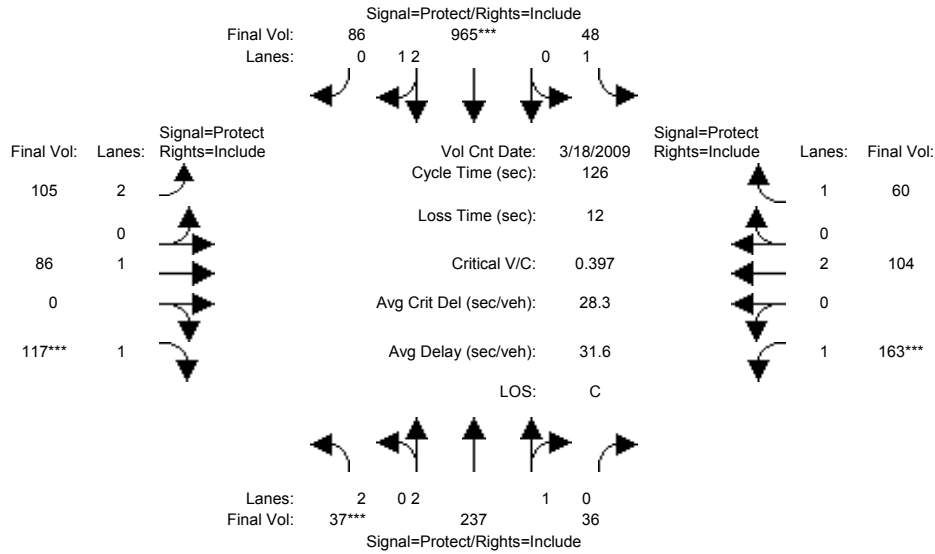 Signal=Protect/Rights=Include
Final Vol: 86 965*** 48
Lanes: 0 1 2 0 1
Signal=Protect
Final Vol: Lanes: Rights=Include
Vol Cnt Date: 3/18/2009
Signal=Protect
Rights=Include Lanes: Final Vol:
Cycle Time (sec): 126
105 2
1 60
Loss Time (sec): 12
0
0
86 1
Critical V/C: 0.397
2 104
0
Avg Crit Del (sec/veh): 28.3
0
117*** 1
Avg Delay (sec/veh): 31.6
1 163***
LOS: C
Lanes: 2 0 2 1 0
Final Vol: 37*** 237 36
Signal=Protect/Rights=Include